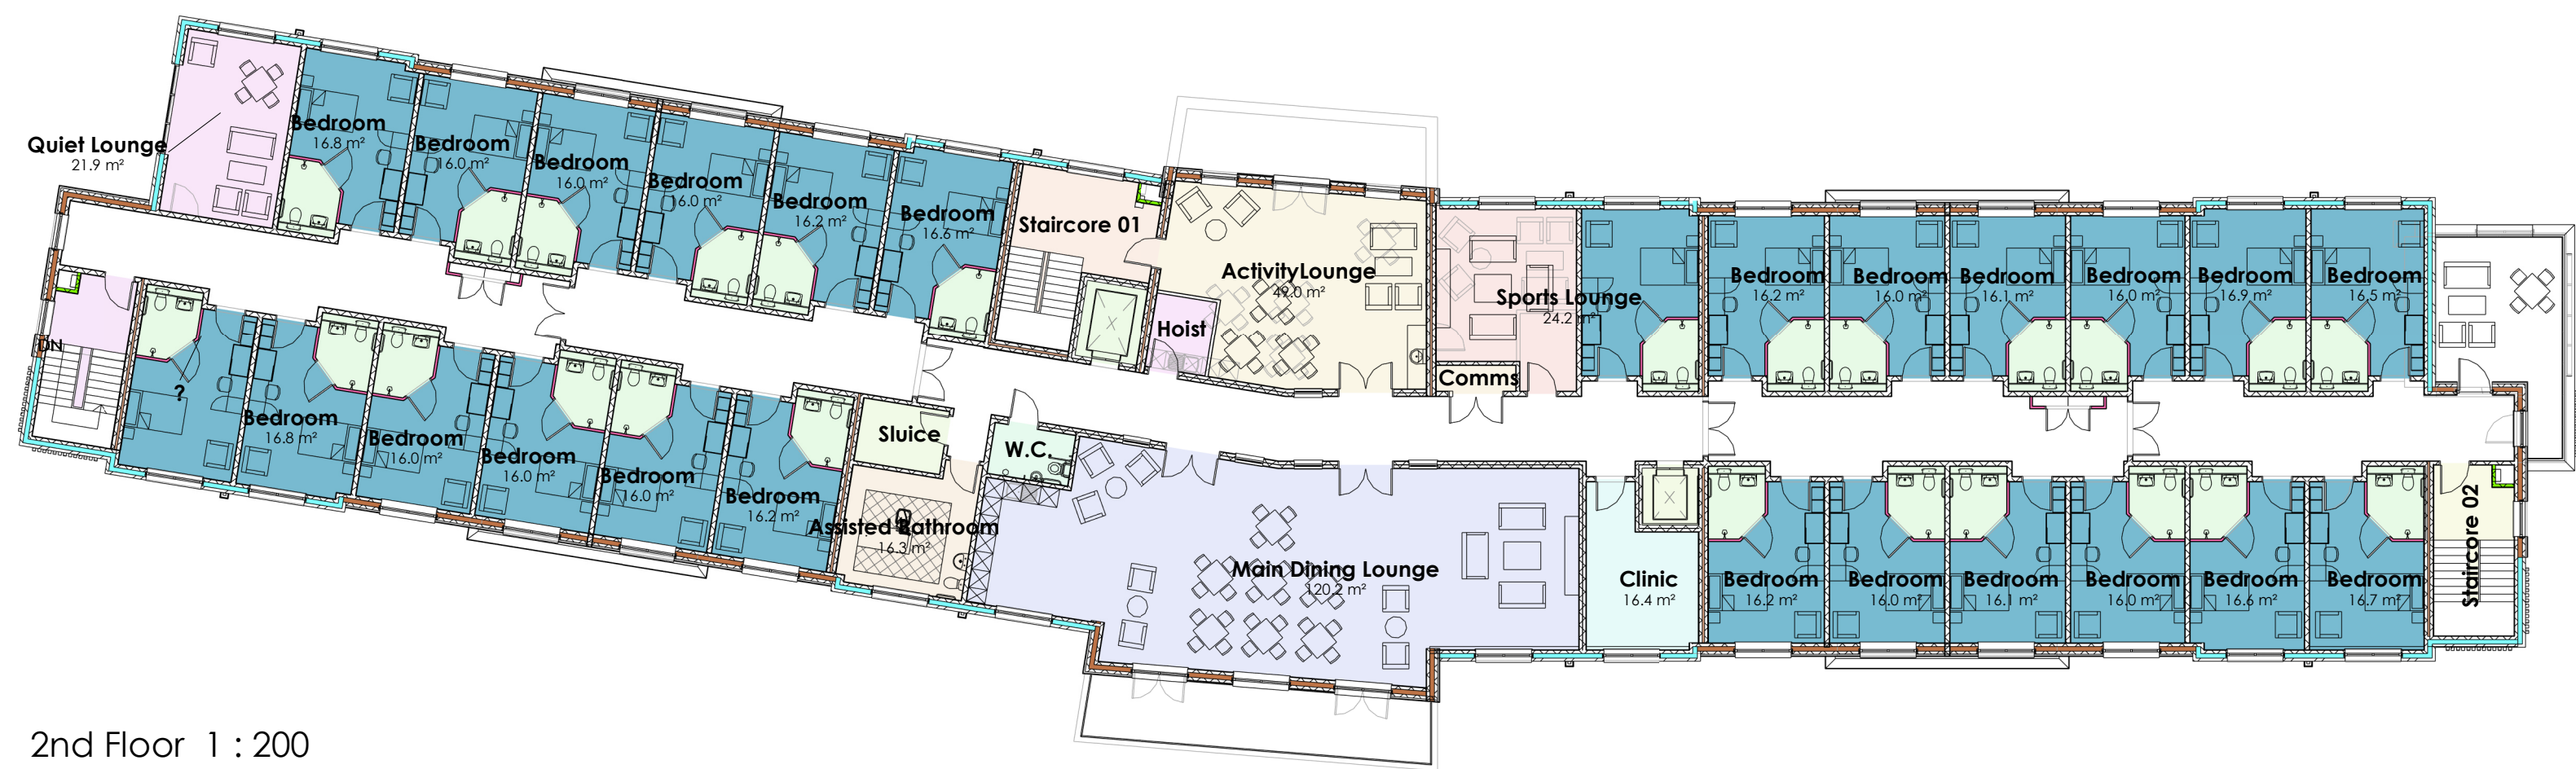 Quiet Lounge
21.9 m²
Bedroom
16.8 m²
Bedroom
16.0 m²
Bedroom
16.0 m²
Bedroom
16.0 m²
Bedroom
16.2 m²
Bedroom
16.6 m²
Staircore 01
Hoist
ActivityLounge
49.0 m²
Sports Lounge
24.2 m²
Comms
Bedroom
16.2 m²
Bedroom
16.0 m²
Bedroom
16.1 m²
Bedroom
16.0 m²
Bedroom
16.9 m²
Bedroom
16.5 m²
DN
?
Bedroom
16.8 m²
Bedroom
16.0 m²
Bedroom
16.0 m²
Bedroom
16.0 m²
Bedroom
16.2 m²
Sluice
W.C.
Assisted Bathroom
16.3 m²
Main Dining Lounge
120.2 m²
Clinic
16.4 m²
Bedroom
16.2 m²
Bedroom
16.0 m²
Bedroom
16.1 m²
Bedroom
16.0 m²
Bedroom
16.6 m²
Bedroom
16.7 m²
Staircore 02
2nd Floor 1 : 200